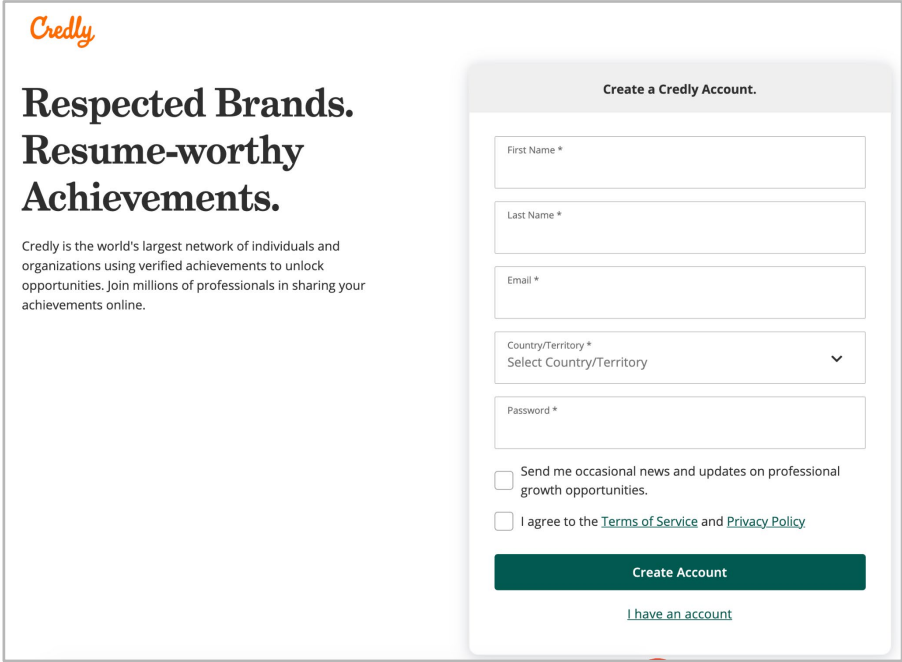 Credly
Respected Brands.
Resume-worthy
Achievements.
Credly is the world's largest network of individuals and
organizations using verified achievements to unlock
opportunities. Join millions of professionals in sharing your
achievements online.
Create a Credly Account.
First Name *
Last Name *
Email *
Country/Territory *
Select Country/Territory
Password *
Send me occasional news and updates on professional
growth opportunities.
I agree to the Terms of Service and Privacy Policy
Create Account
I have an account